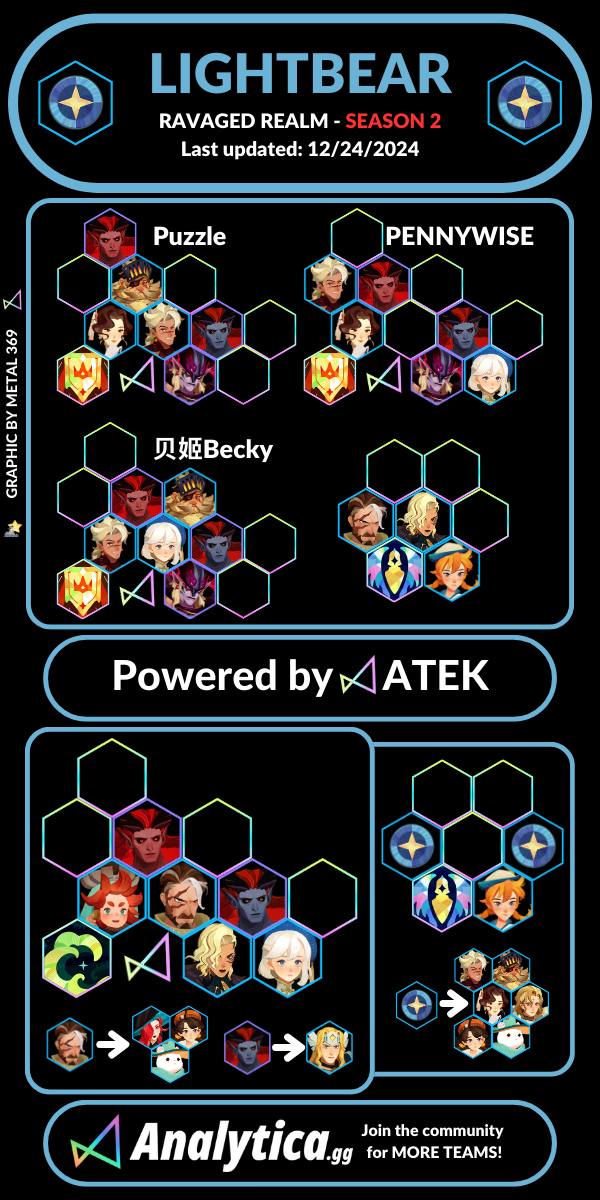 LIGHTBEAR
RAVAGED REALM - SEASON 2
Last updated: 12/24/2024
Puzzle
PENNYWISE
GRAPHIC BY METAL 369
贝姬Becky
Powered by ATEK
Analytica.gg
Join the community
for MORE TEAMS!